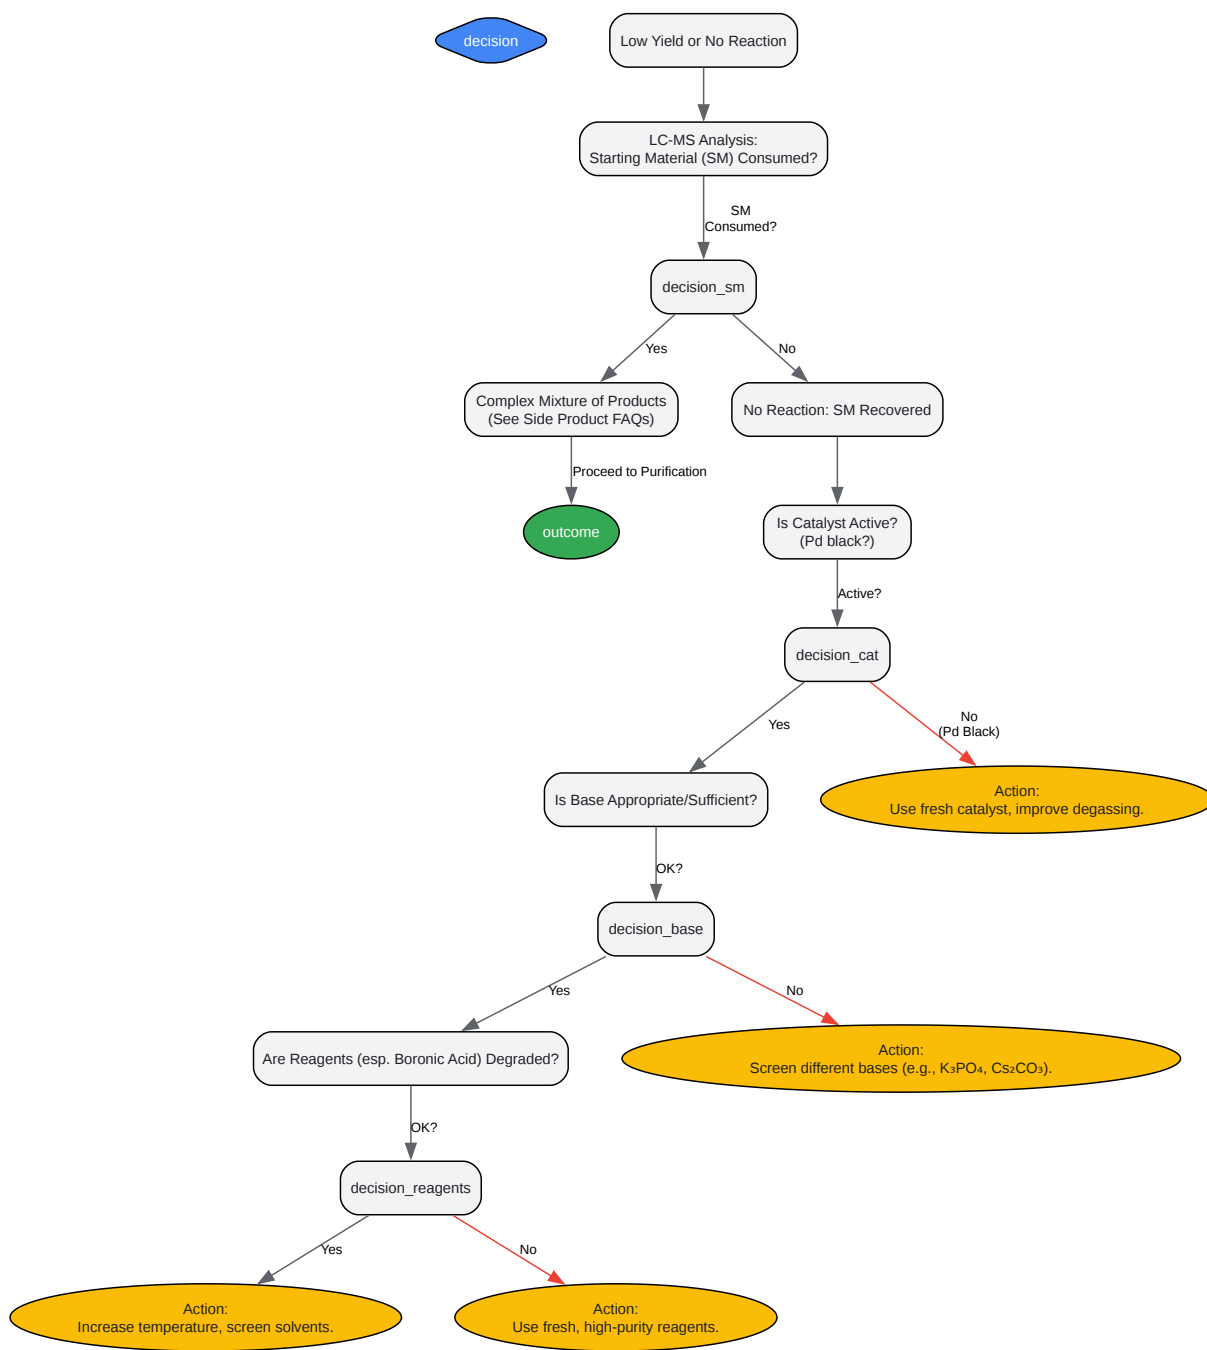 decision
Low Yield or No Reaction
LC-MS Analysis:
Starting Material (SM) Consumed?
SM
Consumed?
decision_sm
Yes
No
Complex Mixture of Products
(See Side Product FAQs)
No Reaction: SM Recovered
Proceed to Purification
outcome
Is Catalyst Active?
(Pd black?)
Active?
decision_cat
Yes
No
(Pd Black)
Is Base Appropriate/Sufficient?
Action:
Use fresh catalyst, improve degassing.
OK?
decision_base
Yes
No
Are Reagents (esp. Boronic Acid) Degraded?
Action:
Screen different bases (e.g., K₃PO₄, Cs₂CO₃).
OK?
decision_reagents
Yes
No
Action:
Increase temperature, screen solvents.
Action:
Use fresh, high-purity reagents.